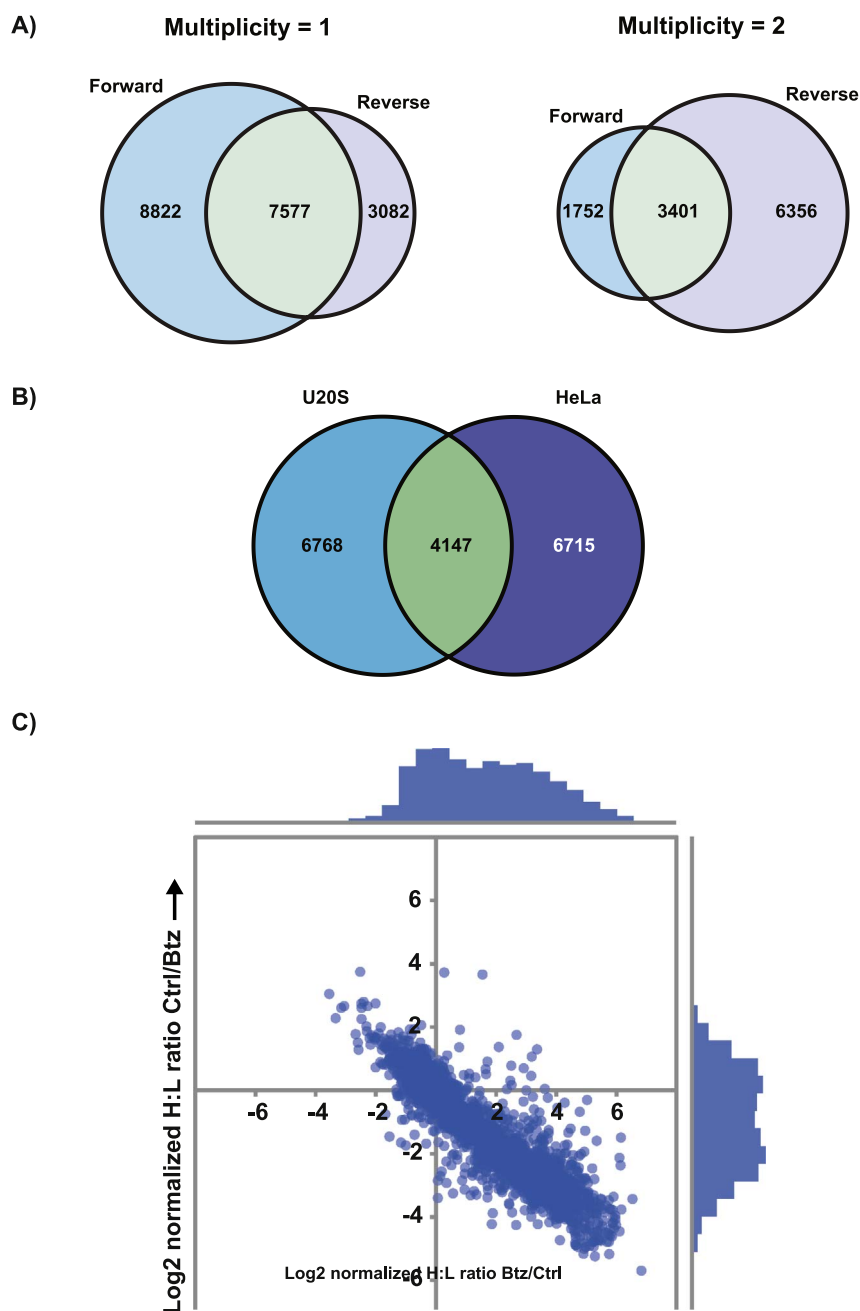 A)
Multiplicity = 1
Multiplicity = 2
Forward
Reverse
8822
7577
3082
Forward
Reverse
1752
3401
6356
B)
U20S
HeLa
6768
4147
6715
C)
Log2 normalized H:L ratio Ctrl/Btz
6
4
2
-6
-4
-2
2
4
6
-2
-4
-6
Log2 normalized H:L ratio Btz/Ctrl